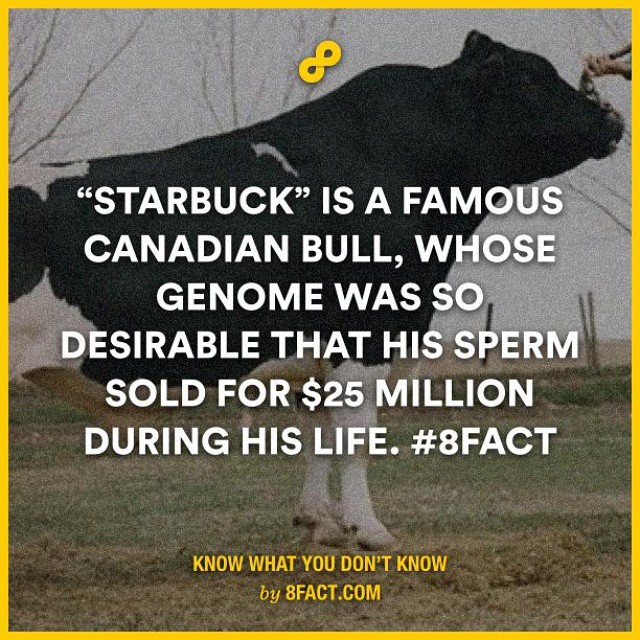 “STARBUCK” IS A FAMOUS
CANADIAN BULL, WHOSE
GENOME WAS SO
DESIRABLE THAT HIS SPERM
SOLD FOR $25 MILLION
DURING HIS LIFE. #8FACT
KNOW WHAT YOU DON’T KNOW
by 8FACT.COM